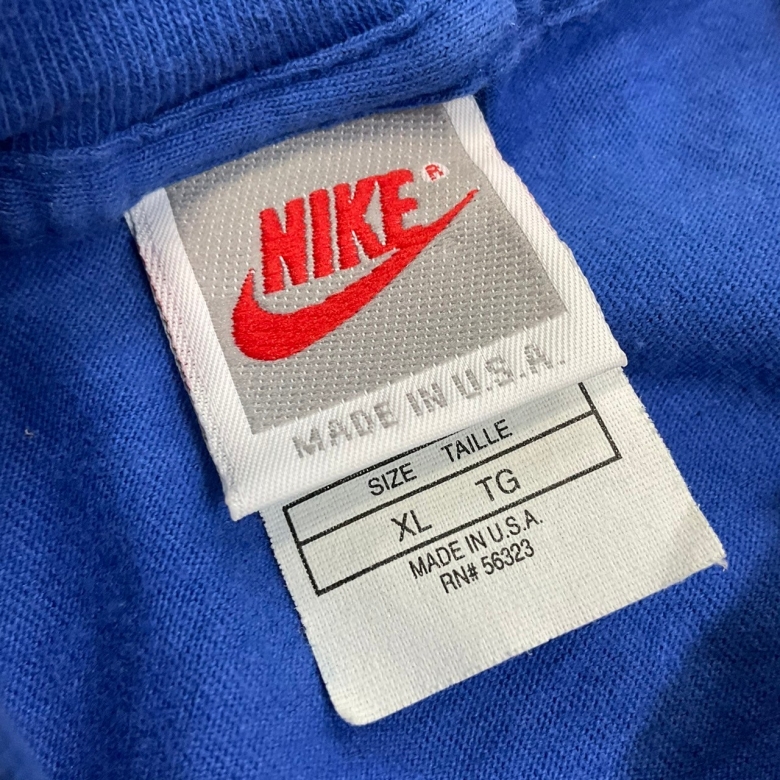 NIKE®
MADE IN U.S.A.
SIZE TAILLE
XL TG
MADE IN U.S.A.
RN# 56323